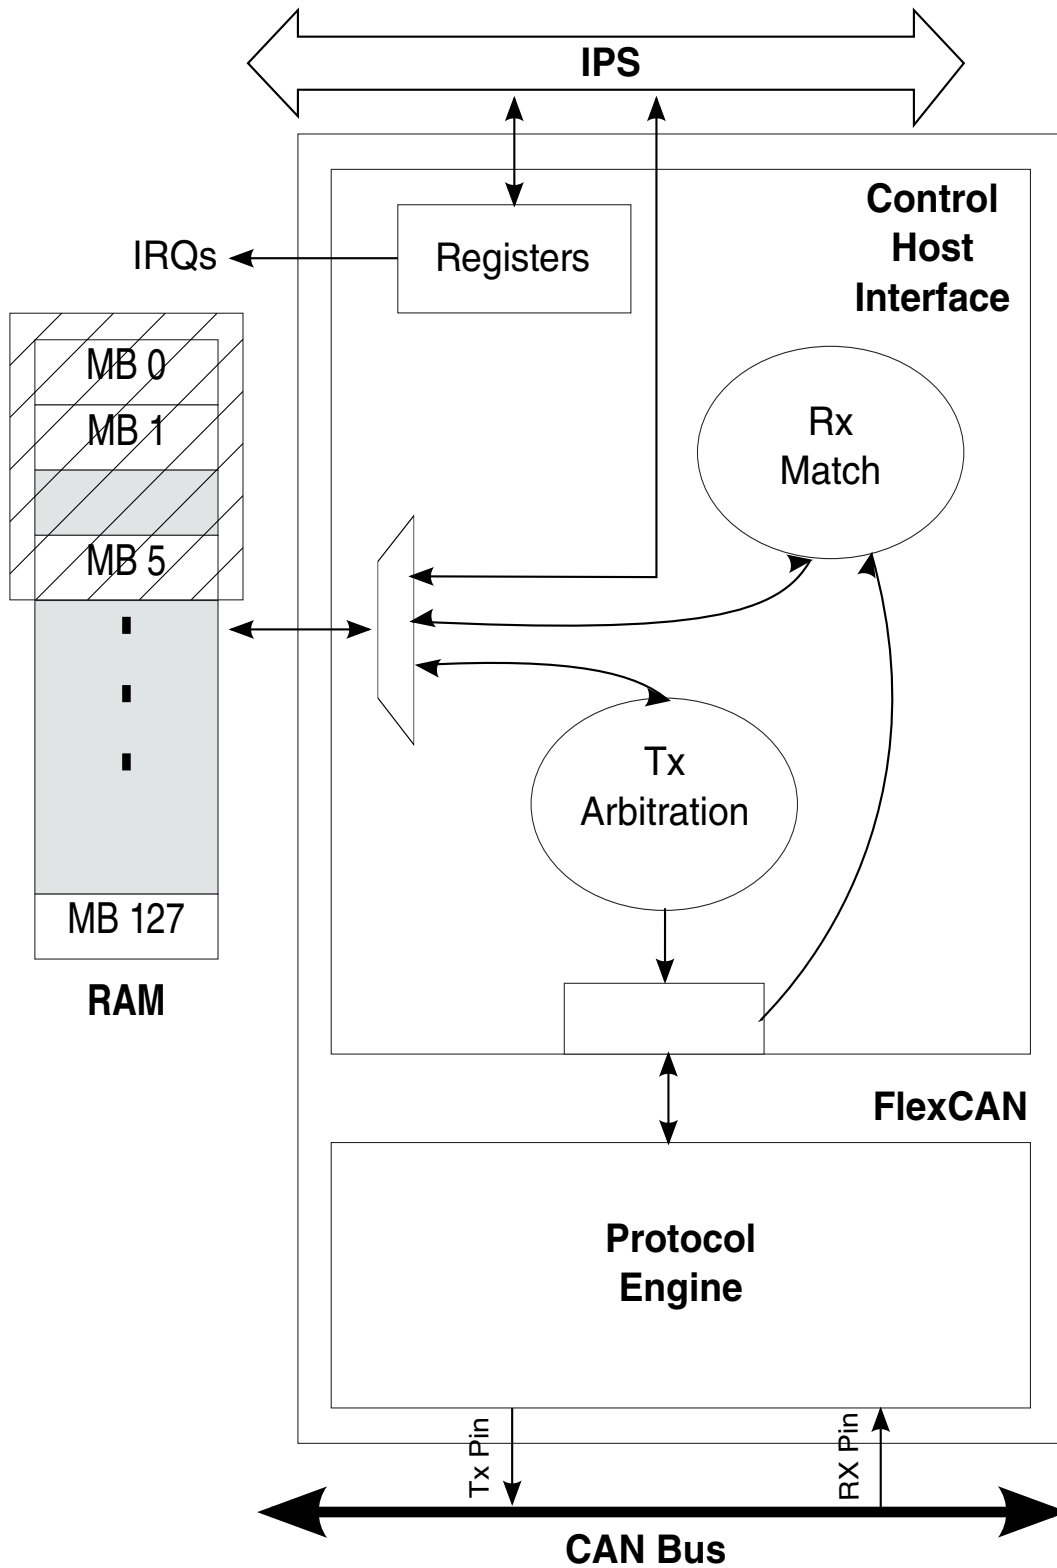 IPS
Control
Host
Interface
IRQs
Registers
MB 0
MB 1
MB 5
MB 127
RAM
Rx
Match
Tx
Arbitration
FlexCAN
Protocol
Engine
Tx Pin
RX Pin
CAN Bus